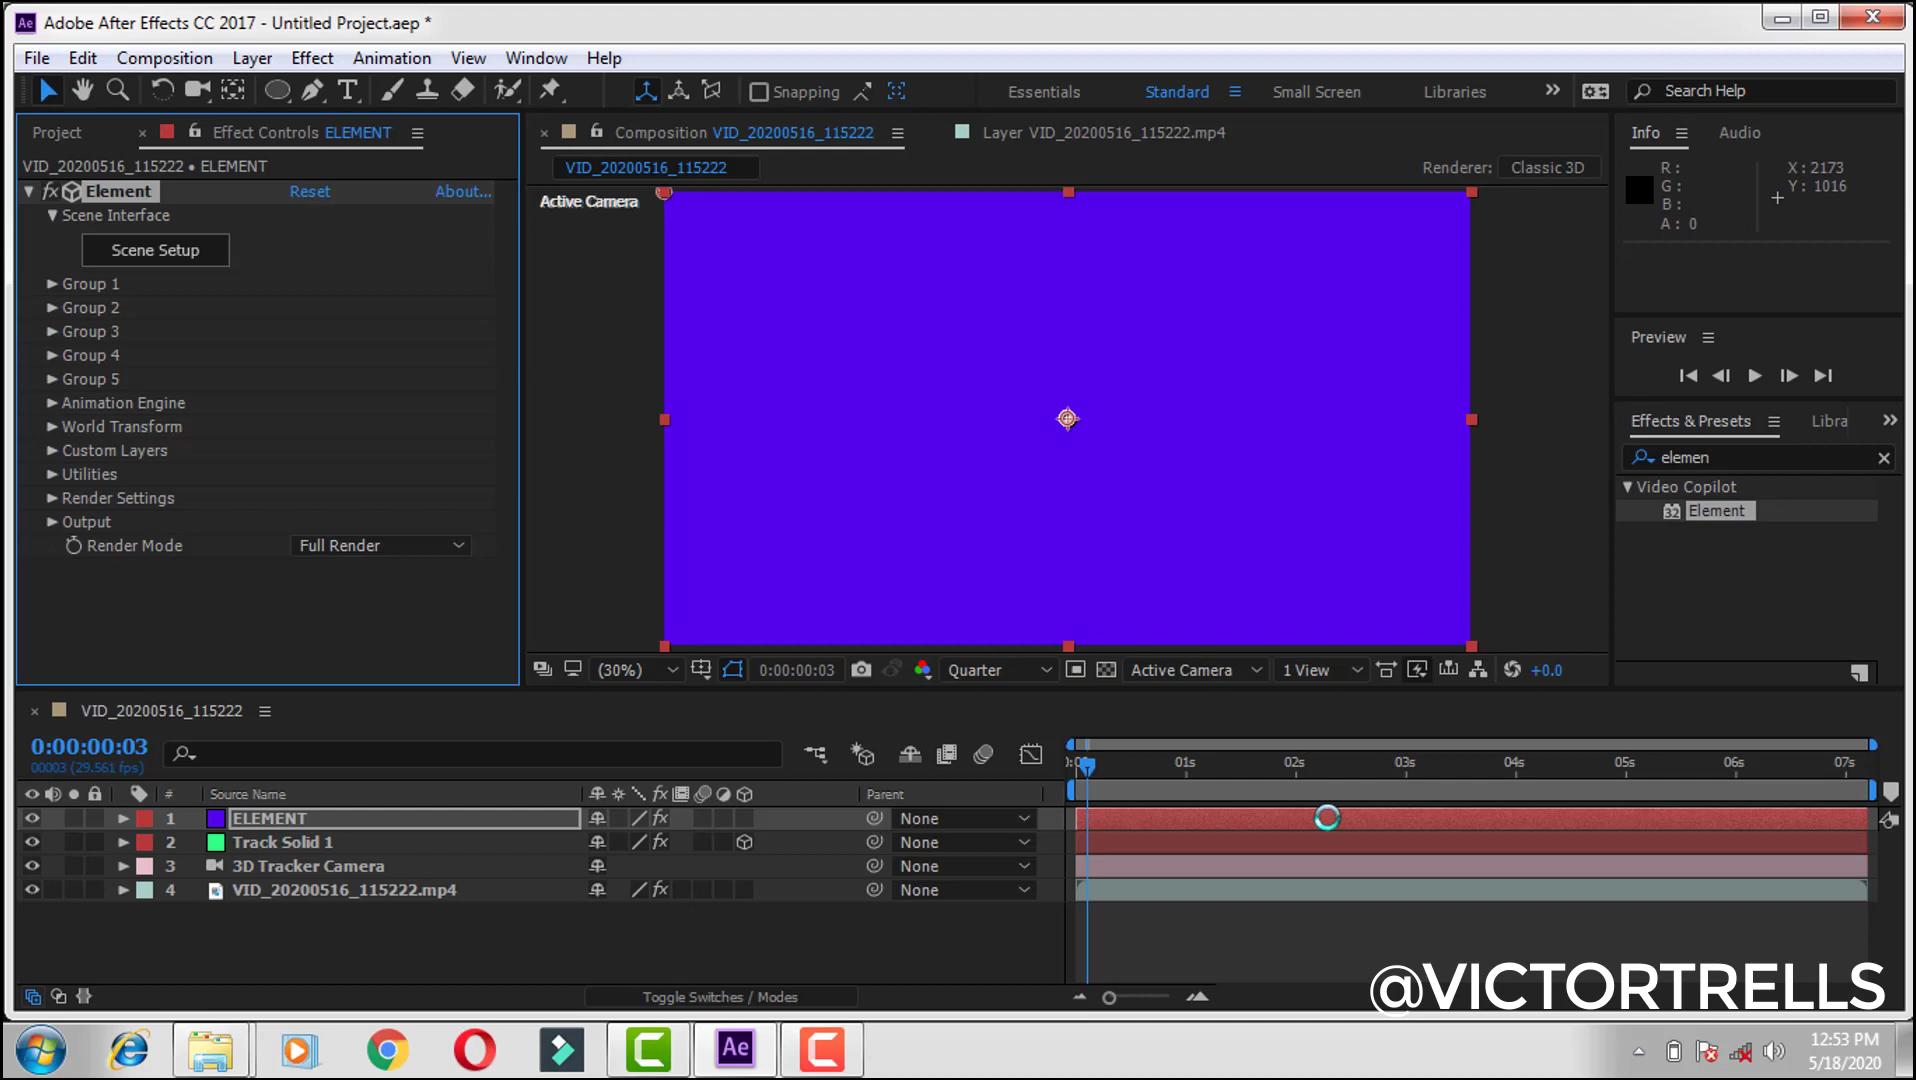 Adobe After Effects CC 2017 - Untitled Project.aep *
File Edit Composition Layer Effect Animation View Window Help
Snapping Essentials Standard Small Screen Libraries Search Help
Project Effect Controls ELEMENT
VID_20200516_115222 • ELEMENT
fx Element Reset About...
Scene Interface
Scene Setup
Group 1
Group 2
Group 3
Group 4
Group 5
Animation Engine
World Transform
Custom Layers
Utilities
Render Settings
Output
Render Mode Full Render
Composition VID_20200516_115222 Layer VID_20200516_115222.mp4
VID_20200516_115222 Renderer: Classic 3D
Active Camera
(30%) 0:00:00:03 Quarter Active Camera 1 View +0.0
Info Audio
R: X: 2173
G: Y: 1016
B:
A: 0
Preview
Effects & Presets Libra
elemen
Video Copilot
32 Element
VID_20200516_115222
0:00:00:03
00003 (29.561 fps)
01s 02s 03s 04s 05s 06s 07s
# Source Name fx Parent
1 ELEMENT fx None
2 Track Solid 1 fx None
3 3D Tracker Camera None
4 VID_20200516_115222.mp4 fx None
Toggle Switches / Modes
@VICTORTRELLS
Ae
12:53 PM
5/18/2020